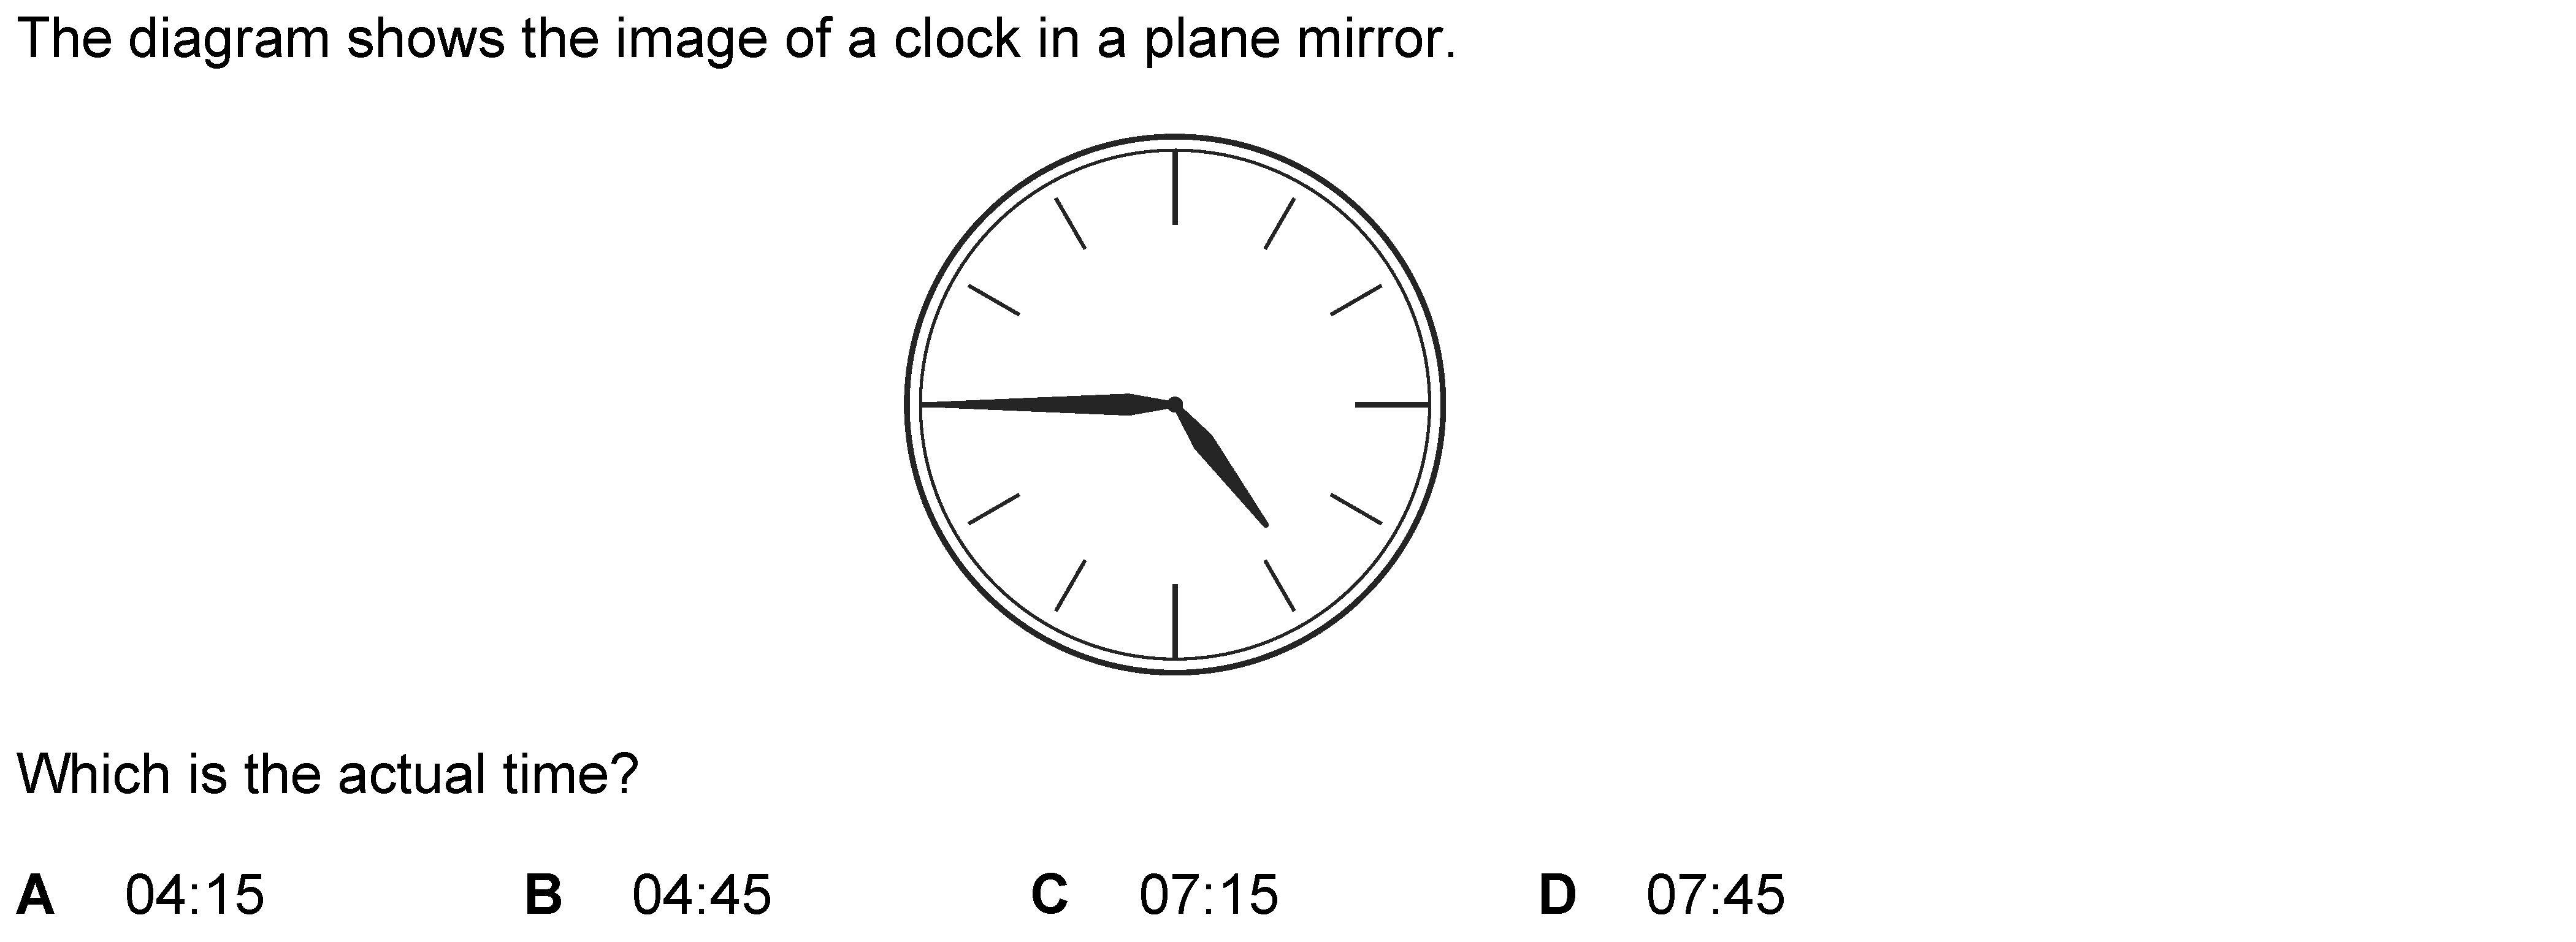 The diagram shows the image of a clock in a plane mirror.
Which is the actual time?
A 04:15 B 04:45 C 07:15 D 07:45